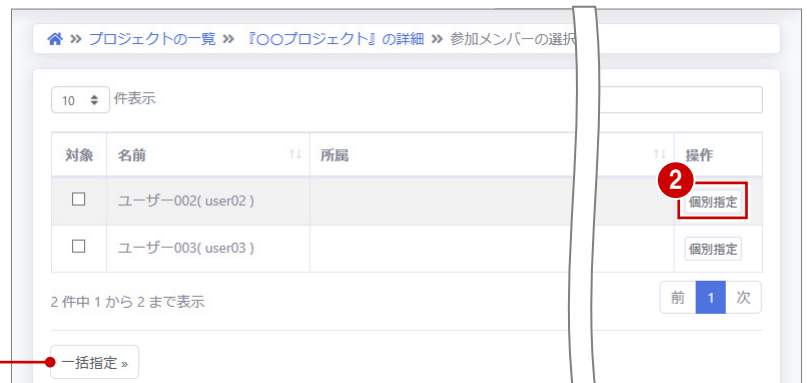 » プロジェクトの一覧 » 『〇〇プロジェクト』の詳細 » 参加メンバーの選択
10 件表示
対象 名前 所属 操作
2
ユーザー002( user02 ) 個別指定
ユーザー003( user03 ) 個別指定
2 件中 1 から 2 まで表示 前 1 次
一括指定 »